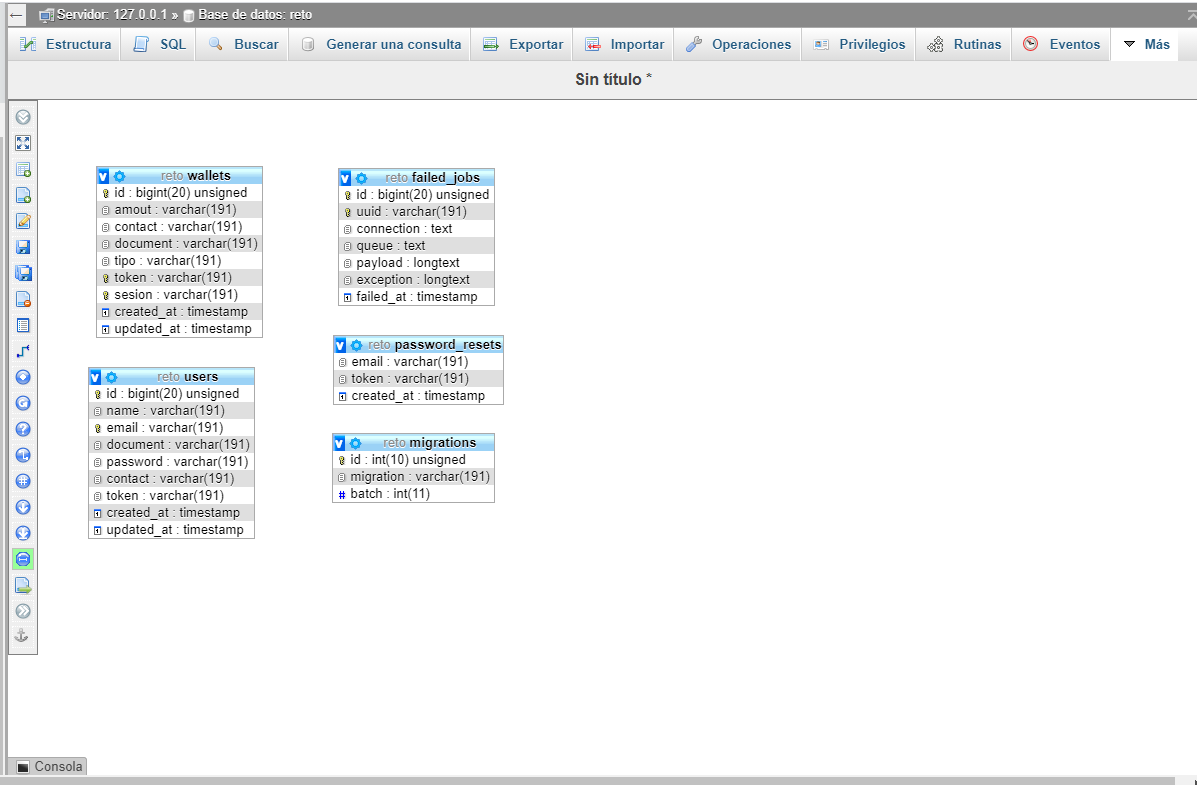 Servidor: 127.0.0.1 » Base de datos: reto
Estructura SQL Buscar Generar una consulta Exportar Importar Operaciones Privilegios Rutinas Eventos Más
Sin título *
reto wallets
id : bigint(20) unsigned
amout : varchar(191)
contact : varchar(191)
document : varchar(191)
tipo : varchar(191)
token : varchar(191)
sesion : varchar(191)
created_at : timestamp
updated_at : timestamp
reto users
id : bigint(20) unsigned
name : varchar(191)
email : varchar(191)
document : varchar(191)
password : varchar(191)
contact : varchar(191)
token : varchar(191)
created_at : timestamp
updated_at : timestamp
reto failed_jobs
id : bigint(20) unsigned
uuid : varchar(191)
connection : text
queue : text
payload : longtext
exception : longtext
failed_at : timestamp
reto password_resets
email : varchar(191)
token : varchar(191)
created_at : timestamp
reto migrations
id : int(10) unsigned
migration : varchar(191)
# batch : int(11)
Consola